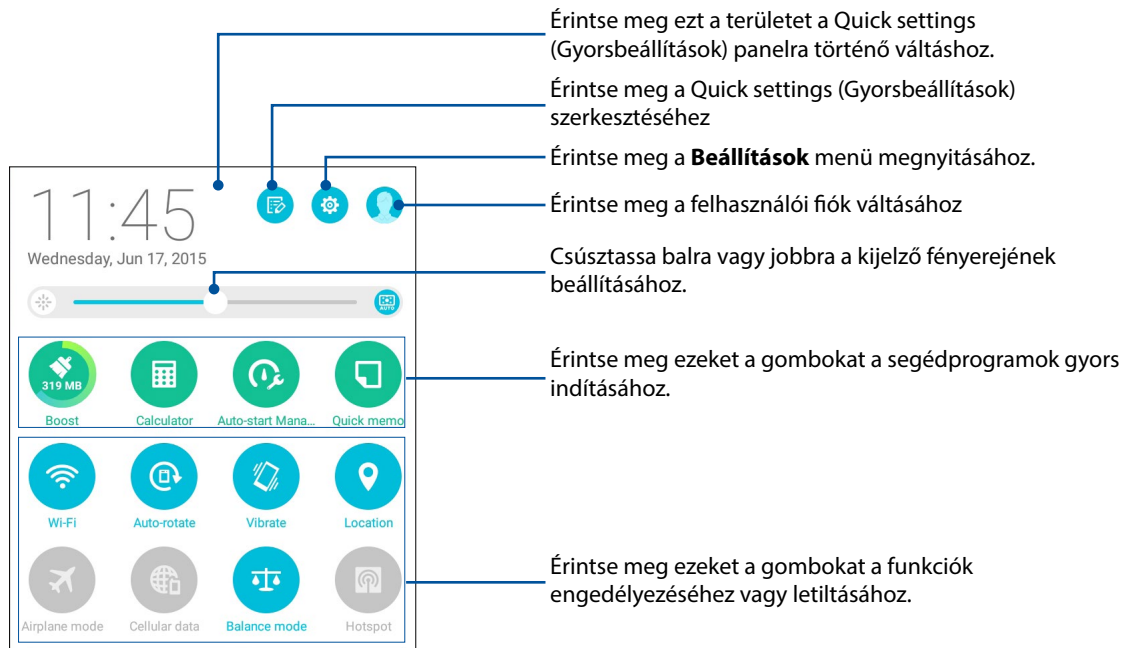 Érintse meg ezt a területet a Quick settings
(Gyorsbeállítások) panelra történő váltáshoz.
Érintse meg a Quick settings (Gyorsbeállítások)
szerkesztéséhez
Érintse meg a Beállítások menü megnyitásához.
Érintse meg a felhasználói fiók váltásához
Csúsztassa balra vagy jobbra a kijelző fényerejének
beállításához.
Érintse meg ezeket a gombokat a segédprogramok gyors
indításához.
Érintse meg ezeket a gombokat a funkciók
engedélyezéséhez vagy letiltásához.
11:45
Wednesday, Jun 17, 2015
AUTO
319 MB
Boost Calculator Auto-start Mana... Quick memo
Wi-Fi Auto-rotate Vibrate Location
Airplane mode Cellular data Balance mode Hotspot